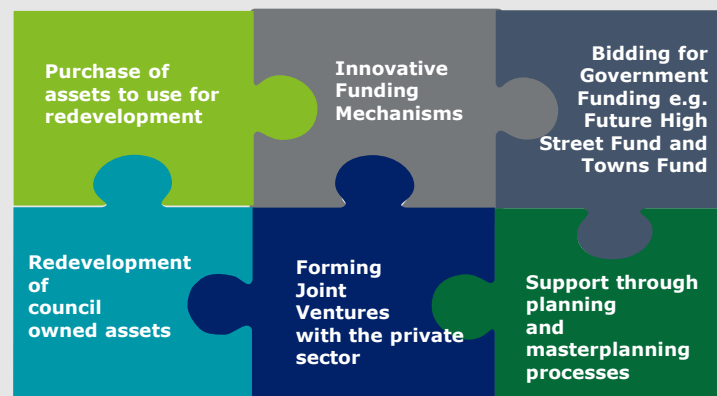 Purchase of
assets to use for
redevelopment
Innovative
Funding
Mechanisms
Bidding for
Government
Funding e.g.
Future High
Street Fund and
Towns Fund
Redevelopment
of
council
owned assets
Forming
Joint
Ventures
with the private
sector
Support through
planning
and
masterplanning
processes